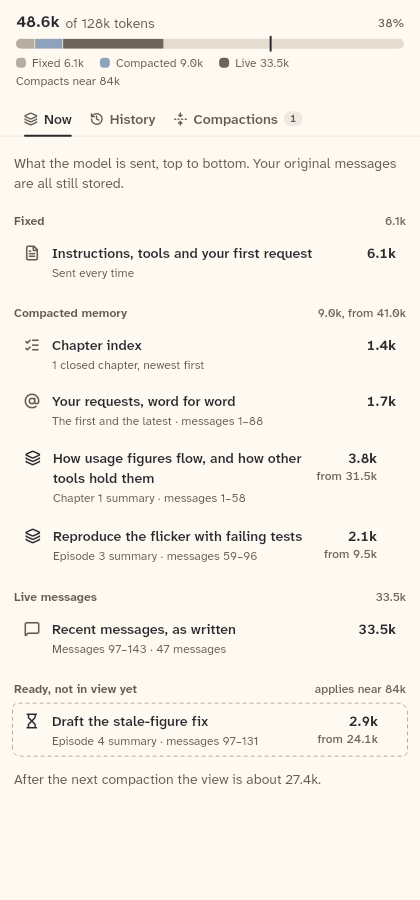 48.6k of 128k tokens 38%
Fixed 6.1k Compacted 9.0k Live 33.5k
Compacts near 84k
Now History Compactions 1
What the model is sent, top to bottom. Your original messages
are all still stored.
Fixed 6.1k
Instructions, tools and your first request 6.1k
Sent every time
Compacted memory 9.0k, from 41.0k
Chapter index 1.4k
1 closed chapter, newest first
Your requests, word for word 1.7k
The first and the latest · messages 1–88
How usage figures flow, and how other 3.8k
tools hold them from 31.5k
Chapter 1 summary · messages 1–58
Reproduce the flicker with failing tests 2.1k
Episode 3 summary · messages 59–96 from 9.5k
Live messages 33.5k
Recent messages, as written 33.5k
Messages 97–143 · 47 messages
Ready, not in view yet applies near 84k
Draft the stale-figure fix 2.9k
Episode 4 summary · messages 97–131 from 24.1k
After the next compaction the view is about 27.4k.